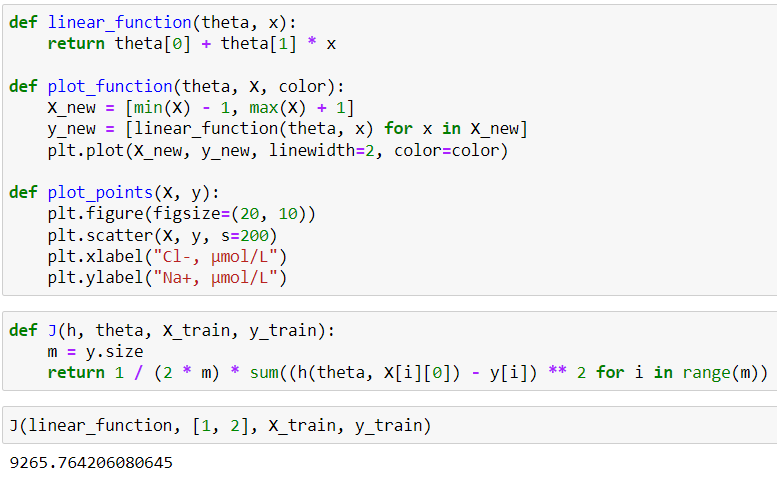 def linear_function(theta, x):
    return theta[0] + theta[1] * x

def plot_function(theta, X, color):
    X_new = [min(X) - 1, max(X) + 1]
    y_new = [linear_function(theta, x) for x in X_new]
    plt.plot(X_new, y_new, linewidth=2, color=color)

def plot_points(X, y):
    plt.figure(figsize=(20, 10))
    plt.scatter(X, y, s=200)
    plt.xlabel("Cl-, μmol/L")
    plt.ylabel("Na+, μmol/L")

def J(h, theta, X_train, y_train):
    m = y.size
    return 1 / (2 * m) * sum((h(theta, X[i][0]) - y[i]) ** 2 for i in range(m))

J(linear_function, [1, 2], X_train, y_train)

9265.764206080645